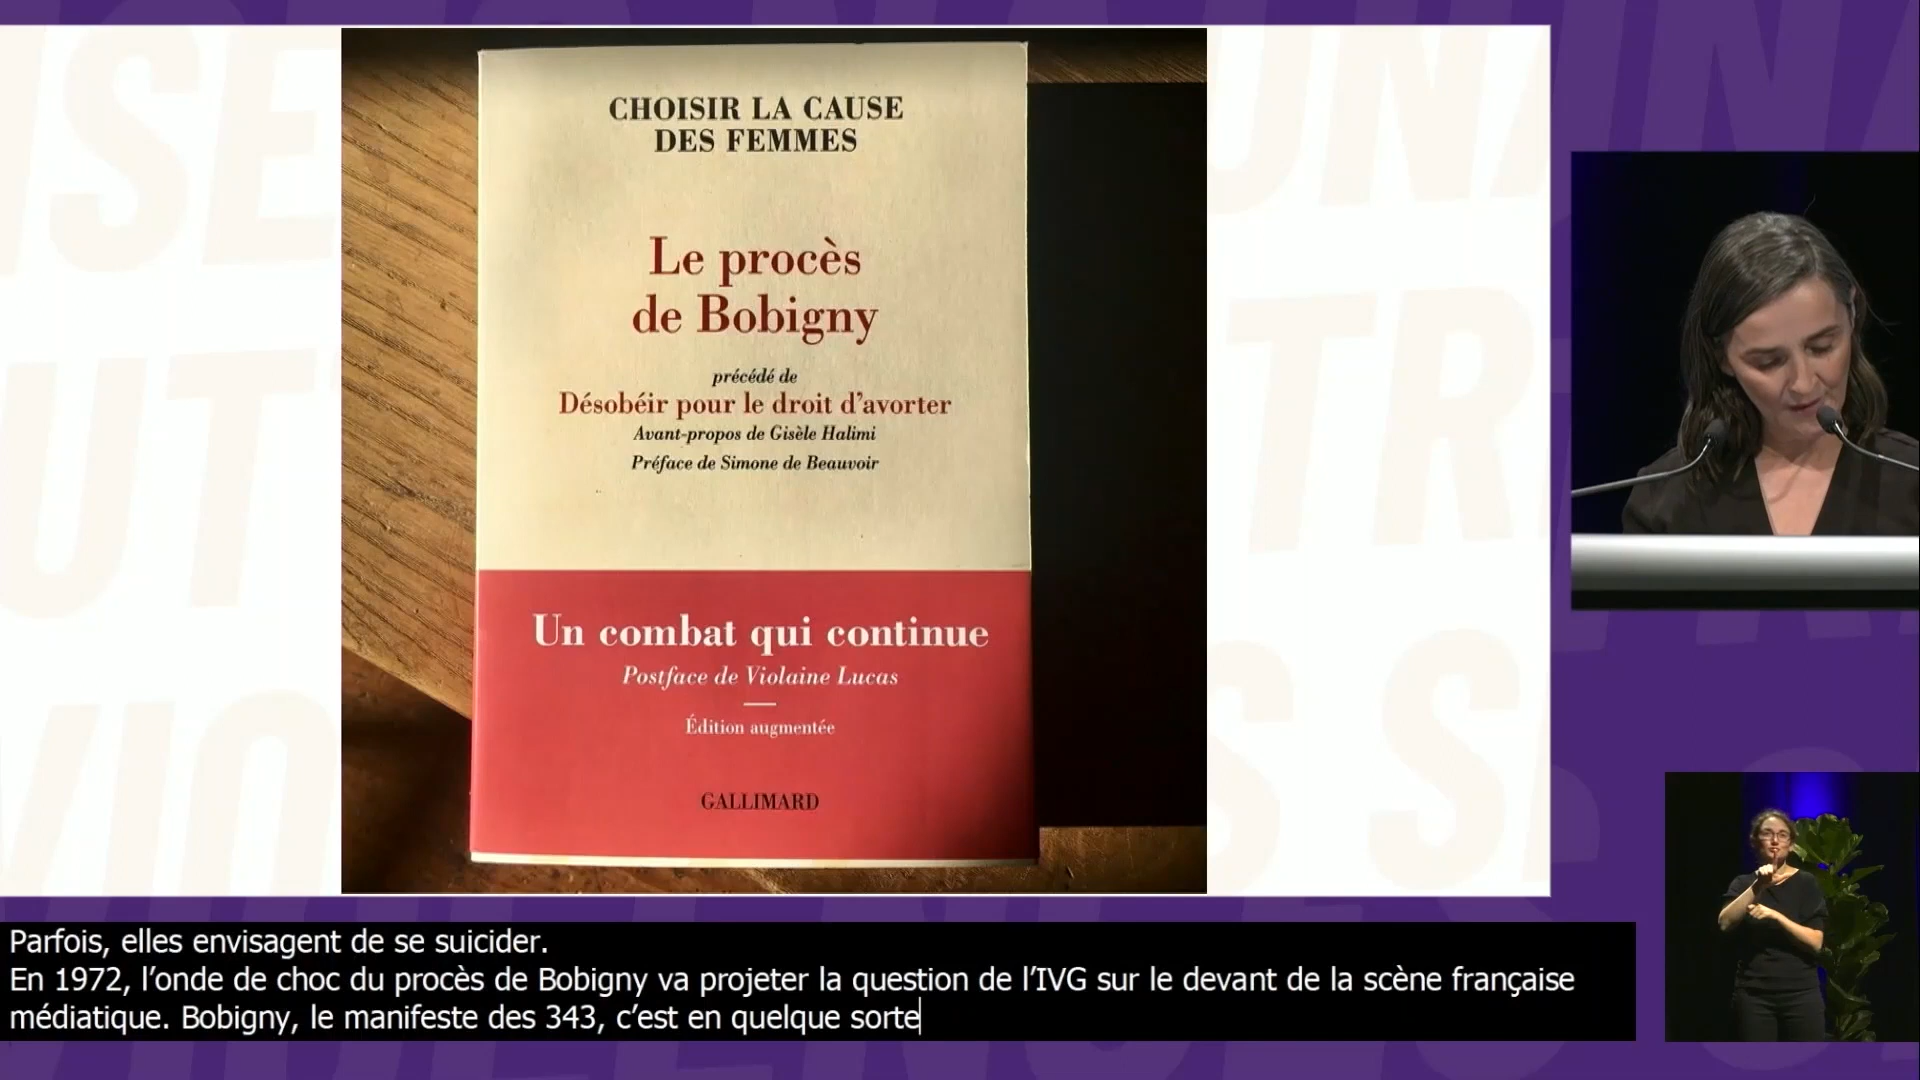 CHOISIR LA CAUSE
DES FEMMES
Le procès
de Bobigny
précédé de
Désobéir pour le droit d'avorter
Avant-propos de Gisèle Halimi
Préface de Simone de Beauvoir
Un combat qui continue
Postface de Violaine Lucas
Édition augmentée
GALLIMARD
Parfois, elles envisagent de se suicider.
En 1972, l'onde de choc du procès de Bobigny va projeter la question de l'IVG sur le devant de la scène française
médiatique. Bobigny, le manifeste des 343, c'est en quelque sorte